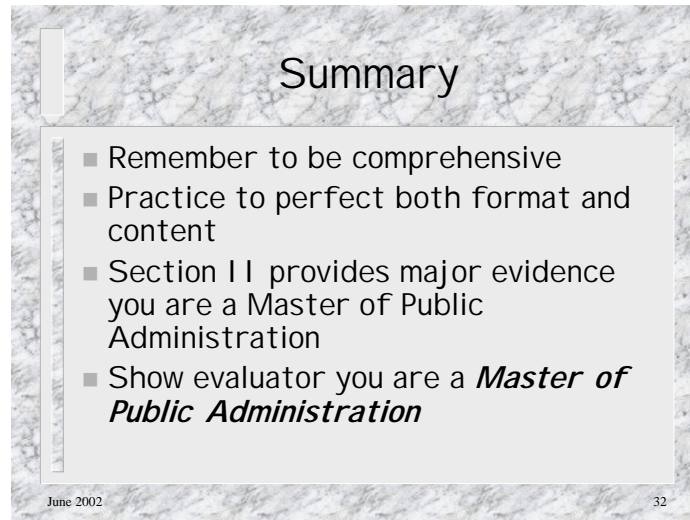 Summary
Remember to be comprehensive
Practice to perfect both format and
content
Section II provides major evidence
you are a Master of Public
Administration
Show evaluator you are a Master of
Public Administration
June 2002
32